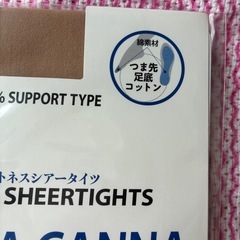 綿素材
つま先
足底
コットン
% SUPPORT TYPE
トネスシアータイツ
SHEERTIGHTS
A GANNA